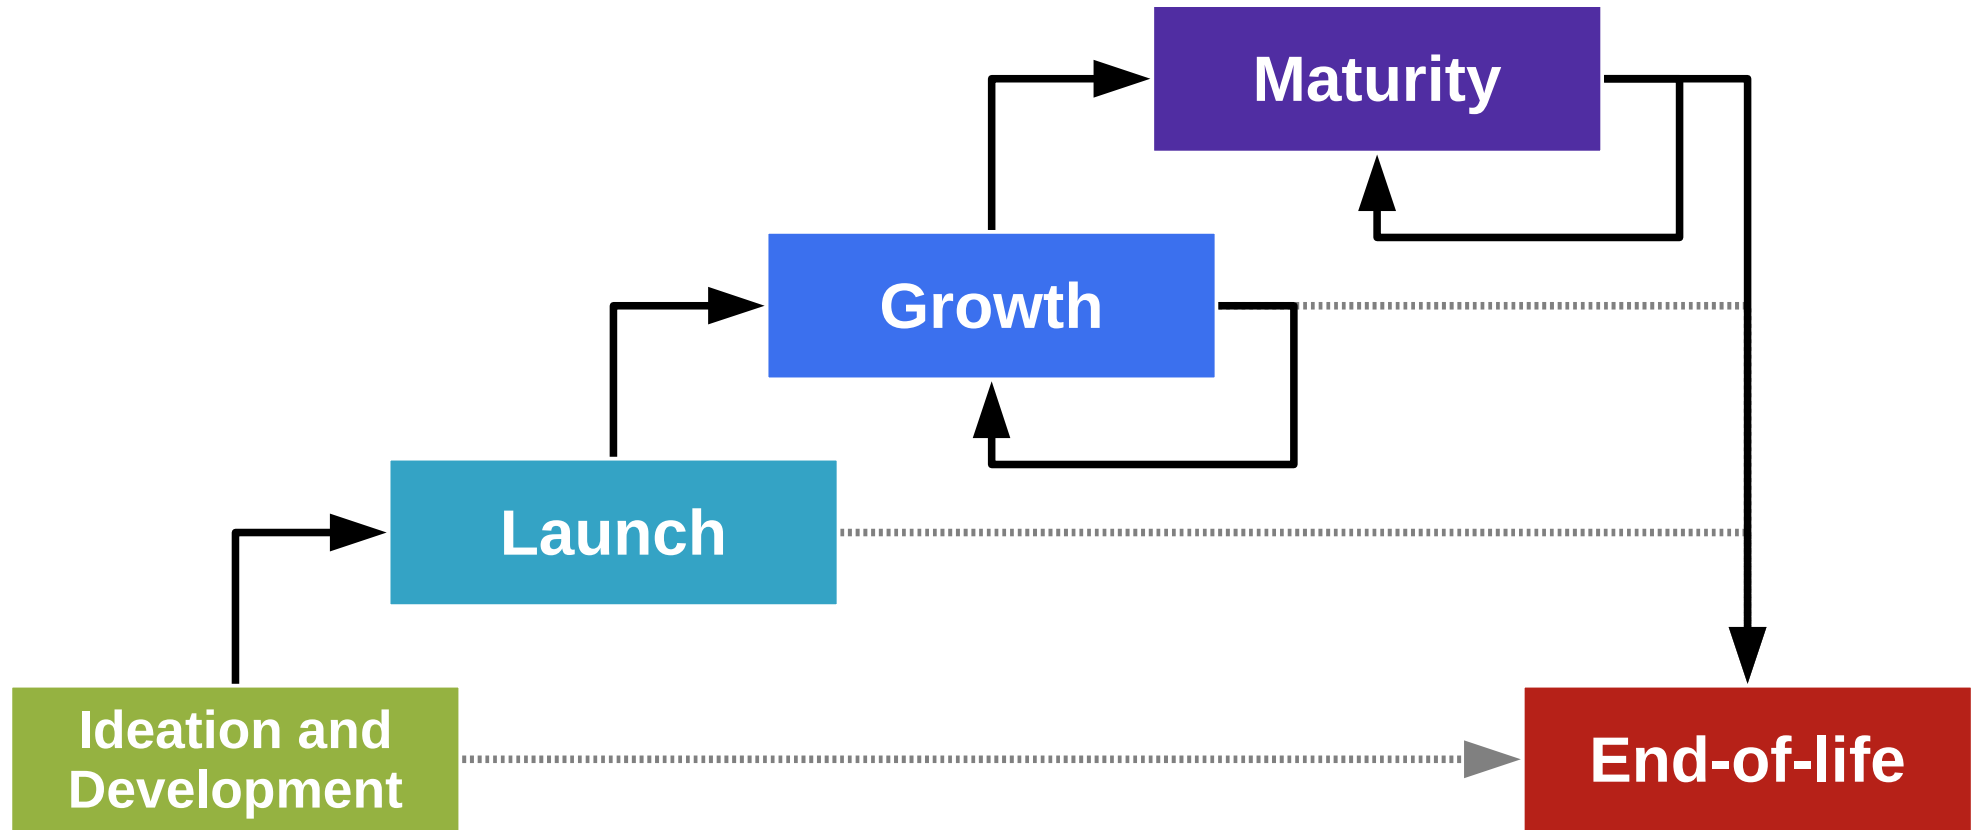 Maturity
Growth
Launch
Ideation and
Development
End-of-life